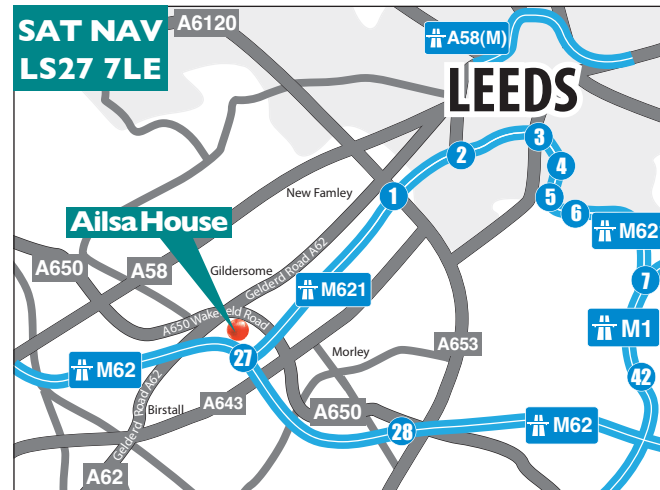 SAT NAV
LS27 7LE
A6120
A58(M)
LEEDS
3
2
4
1
5
6
New Famley
M621
Ailsa House
Gelderd Road A62
A650
A58
Gildersome
7
M621
A650 Wakefield Road
M1
27
Morley
A653
M62
42
Gelderd Road A62
Birstall
A643
A650
28
M62
A62